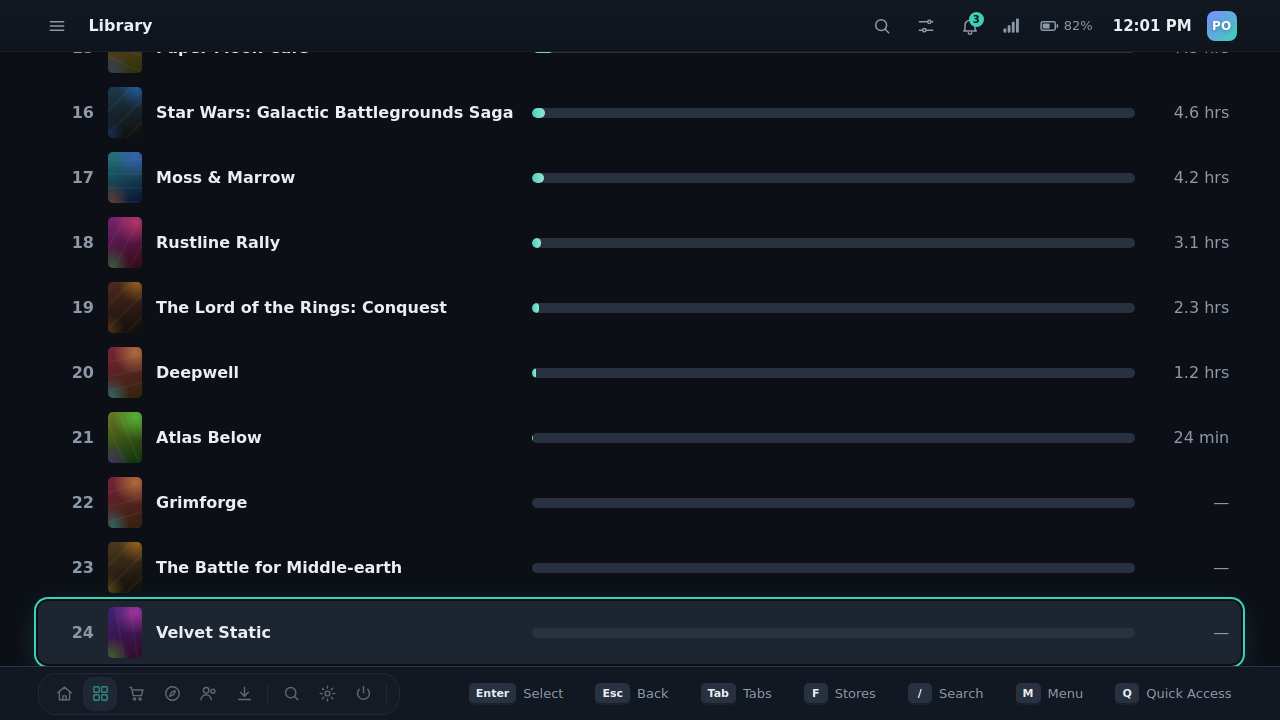 Library
3
82%
12:01 PM
PO
16 Star Wars: Galactic Battlegrounds Saga 4.6 hrs
17 Moss & Marrow 4.2 hrs
18 Rustline Rally 3.1 hrs
19 The Lord of the Rings: Conquest 2.3 hrs
20 Deepwell 1.2 hrs
21 Atlas Below 24 min
22 Grimforge —
23 The Battle for Middle-earth —
24 Velvet Static —
Enter Select Esc Back Tab Tabs F Stores / Search M Menu Q Quick Access